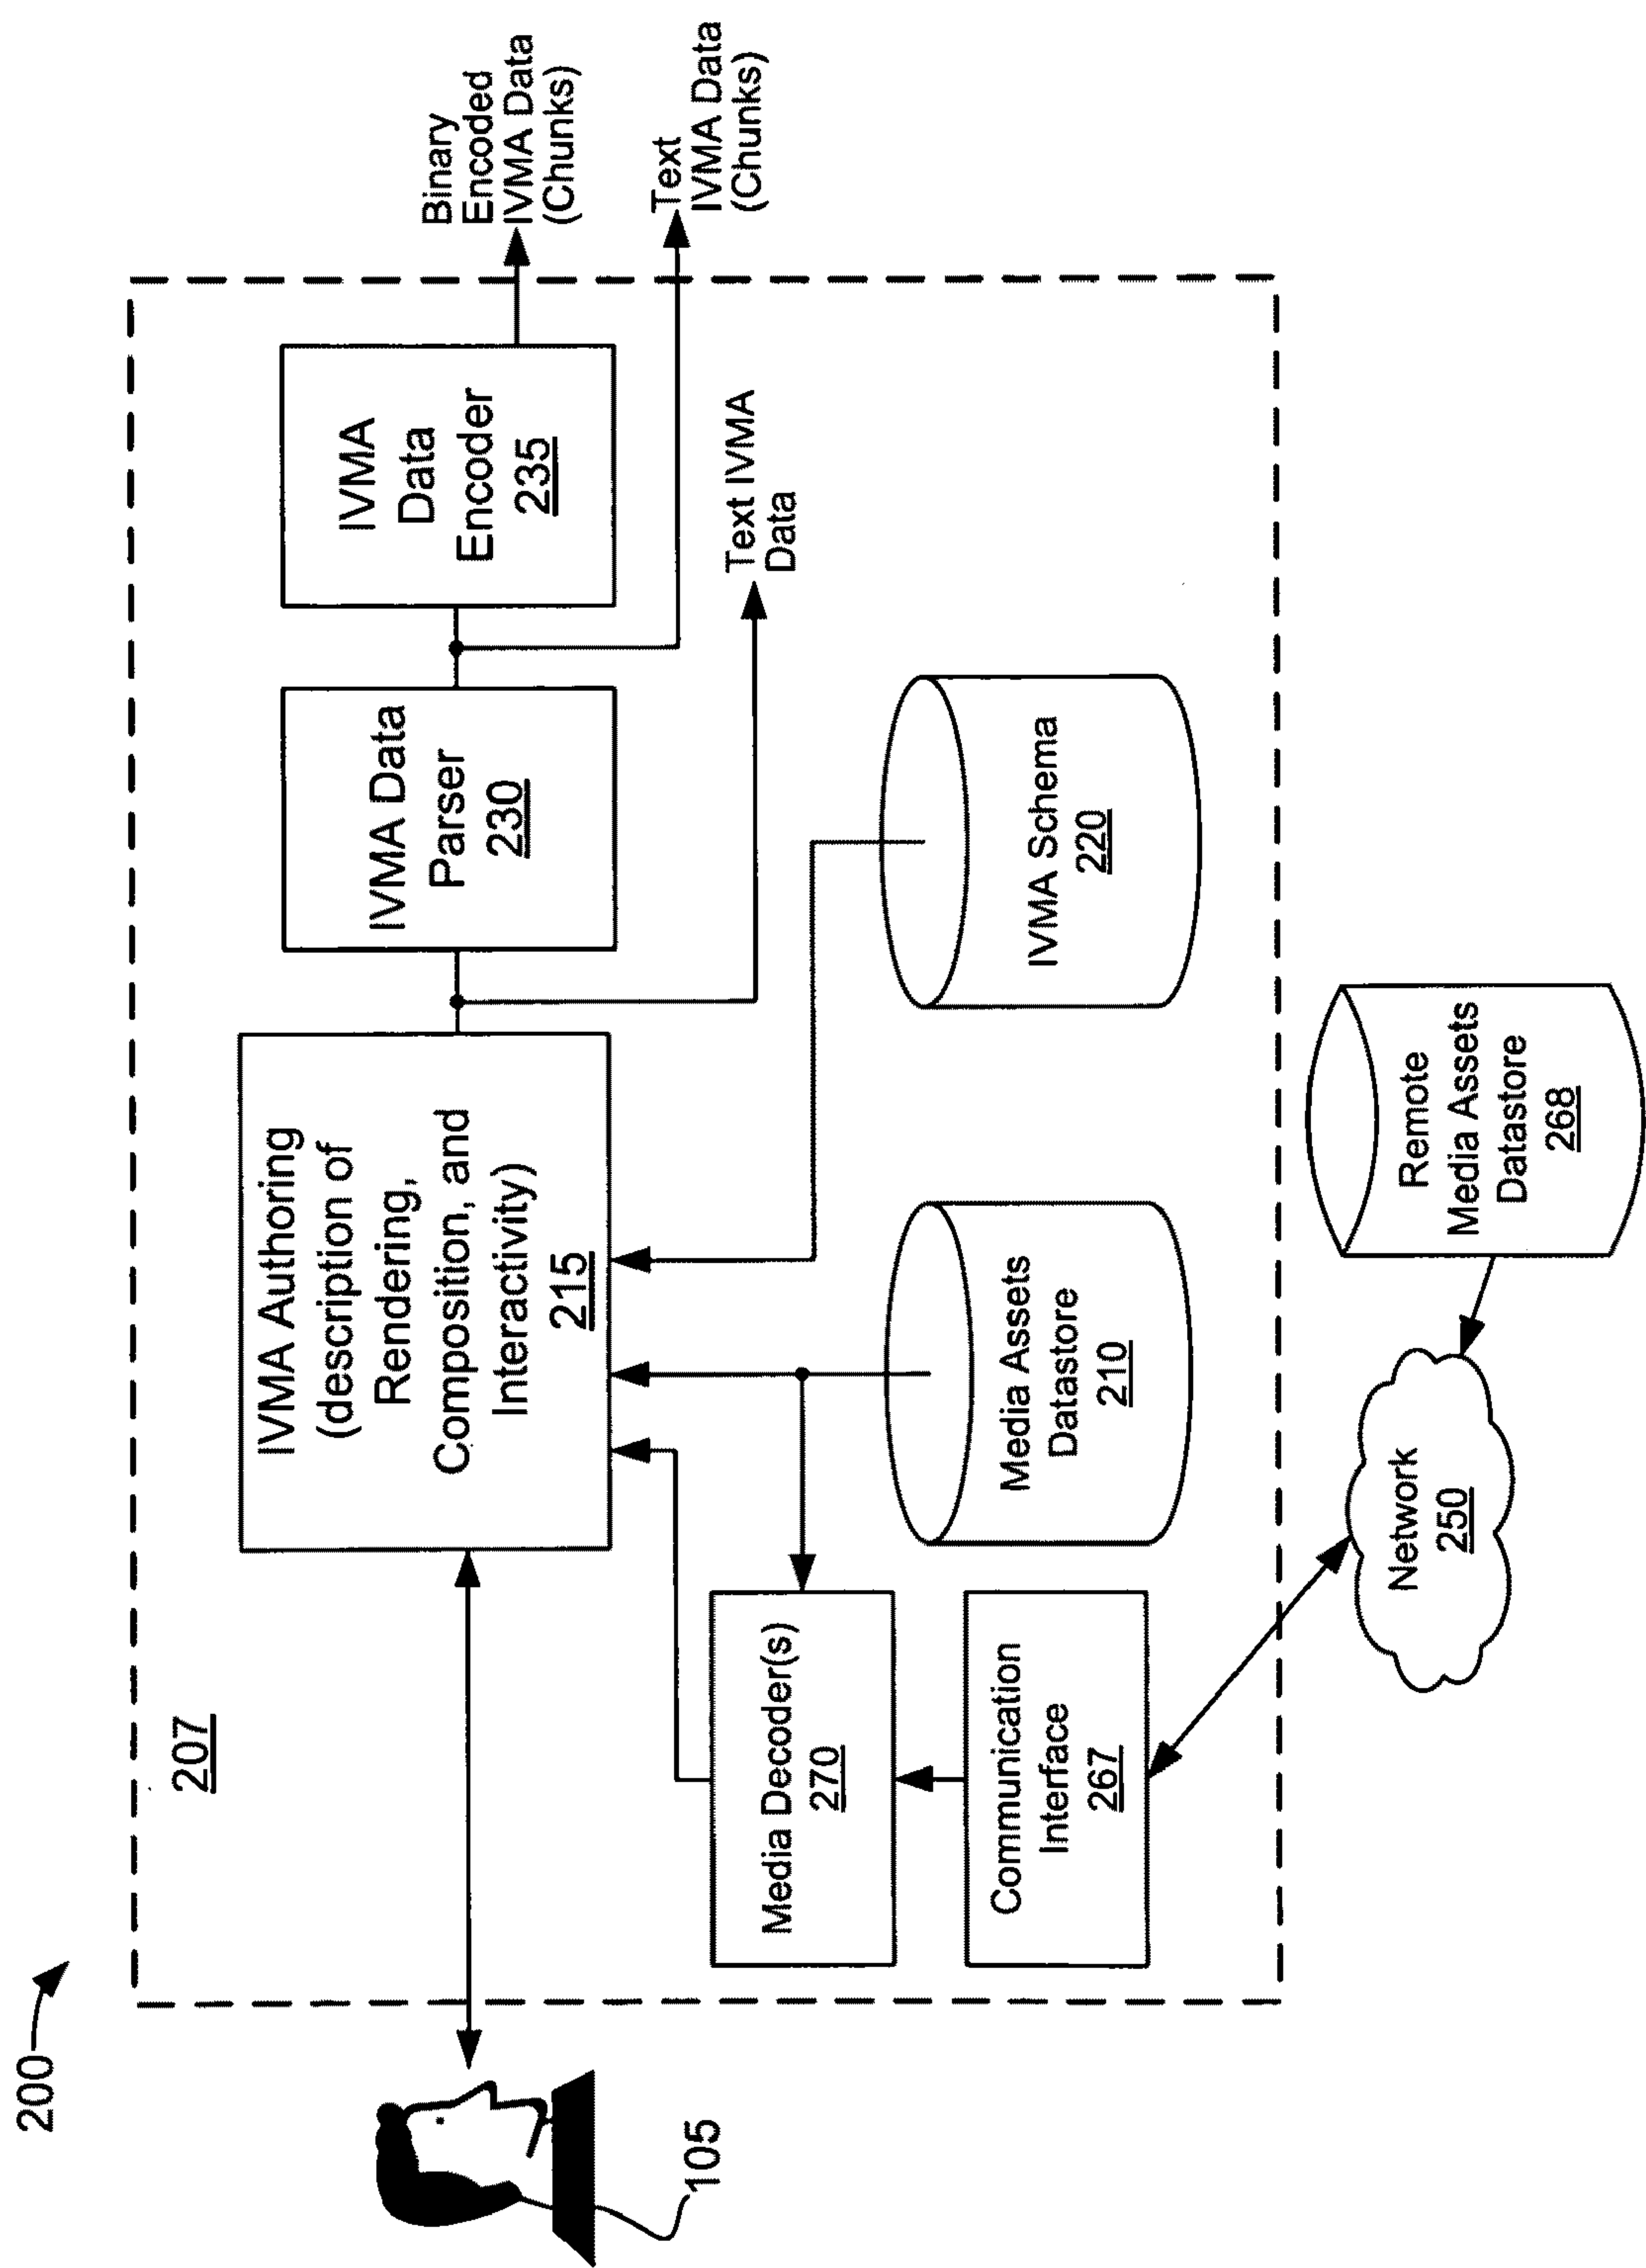 200
207
105
IVMA Authoring
(description of
Rendering,
Composition, and
Interactivity)
215
IVMA Data
Parser
230
IVMA
Data
Encoder
235
Binary
Encoded
IVMA Data
(Chunks)
Text
IVMA Data
(Chunks)
Text IVMA
Data
Media Decoder(s)
270
Communication
Interface
267
Media Assets
Datastore
210
IVMA Schema
220
Network
250
Remote
Media Assets
Datastore
268